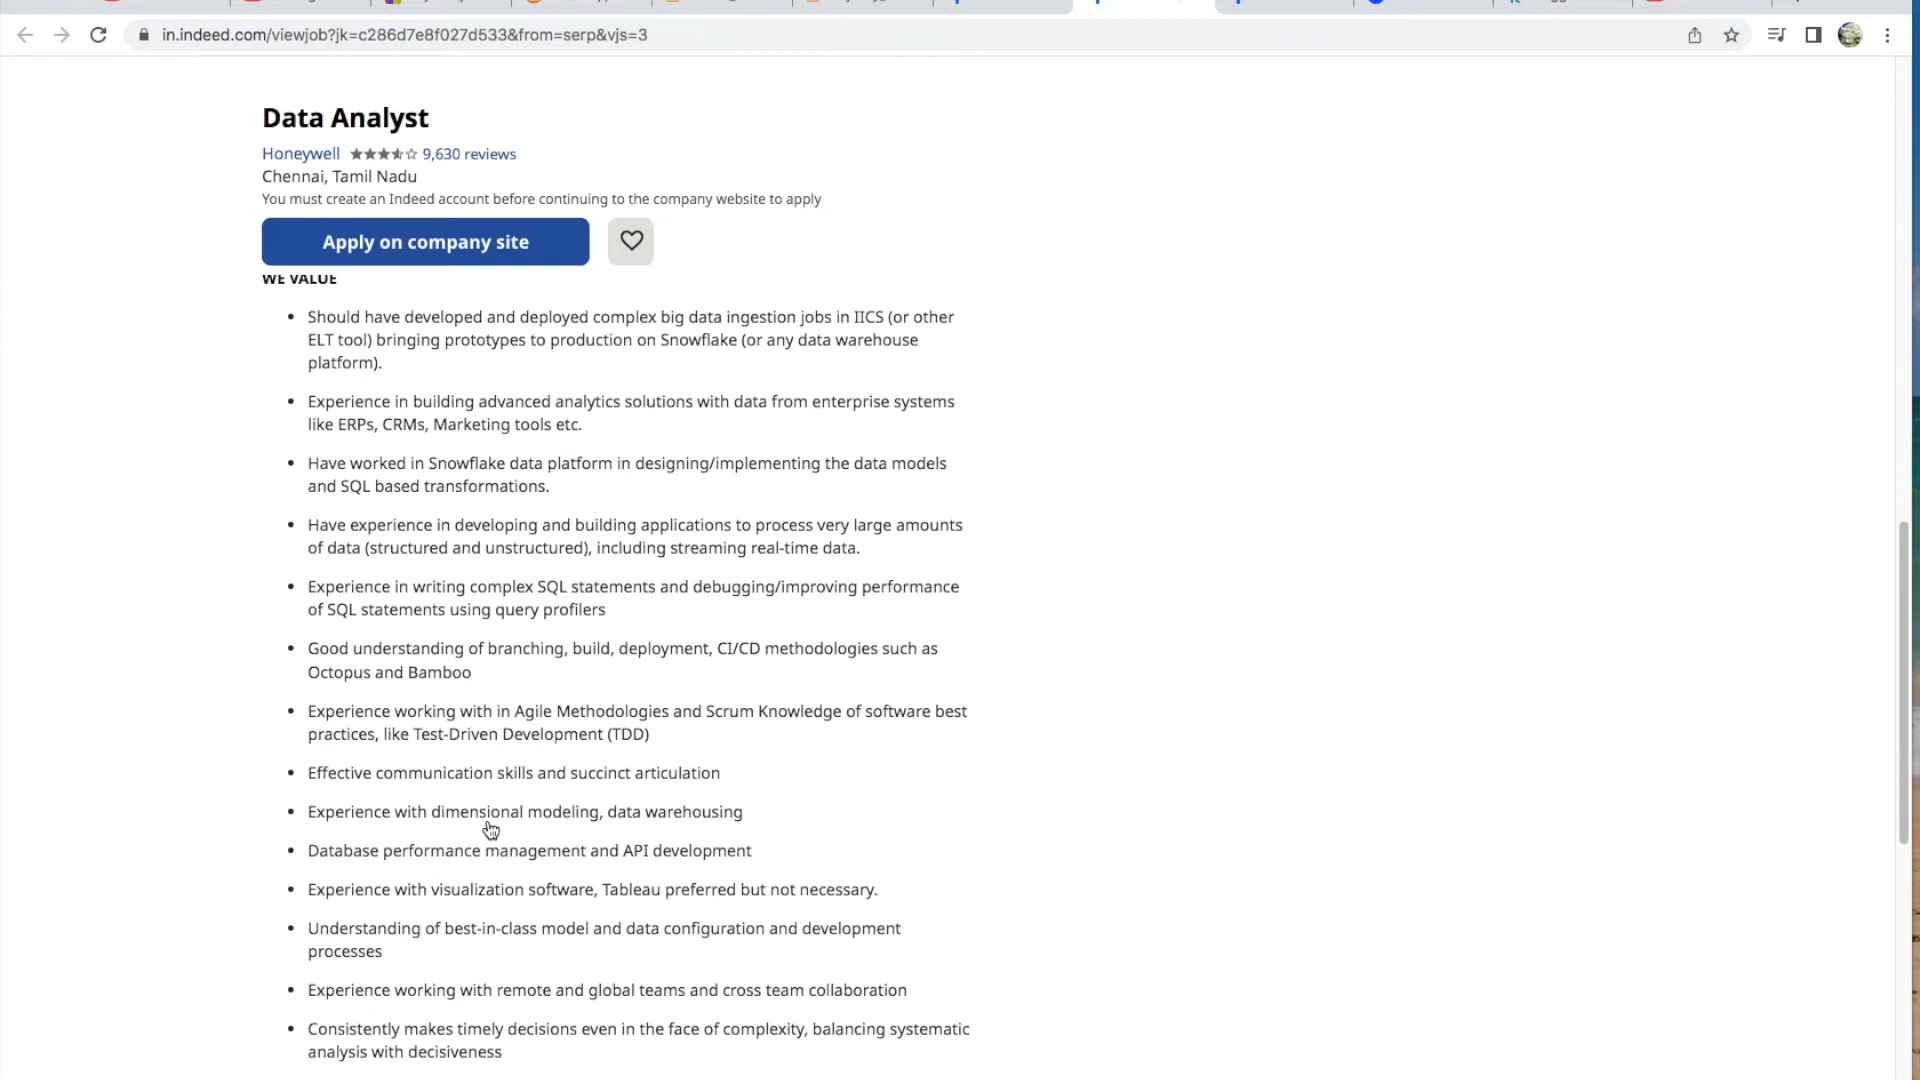 in.indeed.com/viewjob?jk=c286d7e8f027d533&from=serp&vjs=3
Data Analyst
Honeywell 9,630 reviews
Chennai, Tamil Nadu
You must create an Indeed account before continuing to the company website to apply
Apply on company site
WE VALUE
• Should have developed and deployed complex big data ingestion jobs in IICS (or other
ELT tool) bringing prototypes to production on Snowflake (or any data warehouse
platform).
• Experience in building advanced analytics solutions with data from enterprise systems
like ERPs, CRMs, Marketing tools etc.
• Have worked in Snowflake data platform in designing/implementing the data models
and SQL based transformations.
• Have experience in developing and building applications to process very large amounts
of data (structured and unstructured), including streaming real-time data.
• Experience in writing complex SQL statements and debugging/improving performance
of SQL statements using query profilers
• Good understanding of branching, build, deployment, CI/CD methodologies such as
Octopus and Bamboo
• Experience working with in Agile Methodologies and Scrum Knowledge of software best
practices, like Test-Driven Development (TDD)
• Effective communication skills and succinct articulation
• Experience with dimensional modeling, data warehousing
• Database performance management and API development
• Experience with visualization software, Tableau preferred but not necessary.
• Understanding of best-in-class model and data configuration and development
processes
• Experience working with remote and global teams and cross team collaboration
• Consistently makes timely decisions even in the face of complexity, balancing systematic
analysis with decisiveness